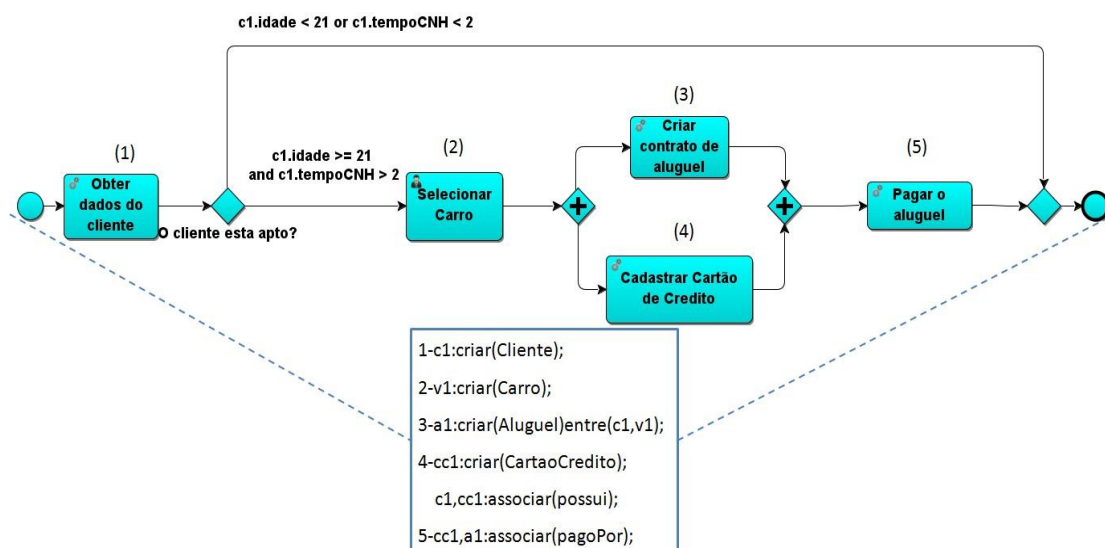 c1.idade < 21 or c1.tempoCNH < 2
(1)
Obter
dados do
cliente
O cliente esta apto?
c1.idade >= 21
and c1.tempoCNH > 2
(2)
Selecionar
Carro
(3)
Criar
contrato de
aluguel
(4)
Cadastrar Cartão
de Credito
(5)
Pagar o
aluguel
1-c1:criar(Cliente);
2-v1:criar(Carro);
3-a1:criar(Aluguel)entre(c1,v1);
4-cc1:criar(CartaoCredito);
c1,cc1:associar(possui);
5-cc1,a1:associar(pagoPor);